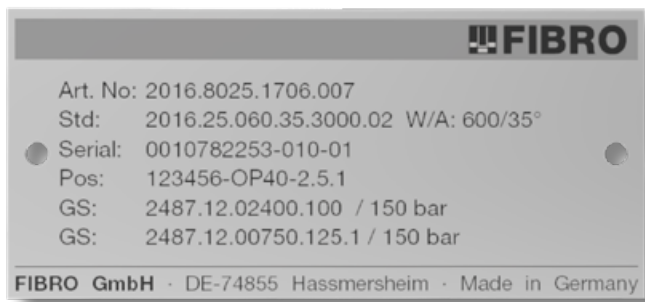 FIBRO
Art. No: 2016.8025.1706.007
Std: 2016.25.060.35.3000.02 W/A: 600/35°
Serial: 0010782253-010-01
Pos: 123456-OP40-2.5.1
GS: 2487.12.02400.100 / 150 bar
GS: 2487.12.00750.125.1 / 150 bar
FIBRO GmbH · DE-74855 Hassmersheim · Made in Germany